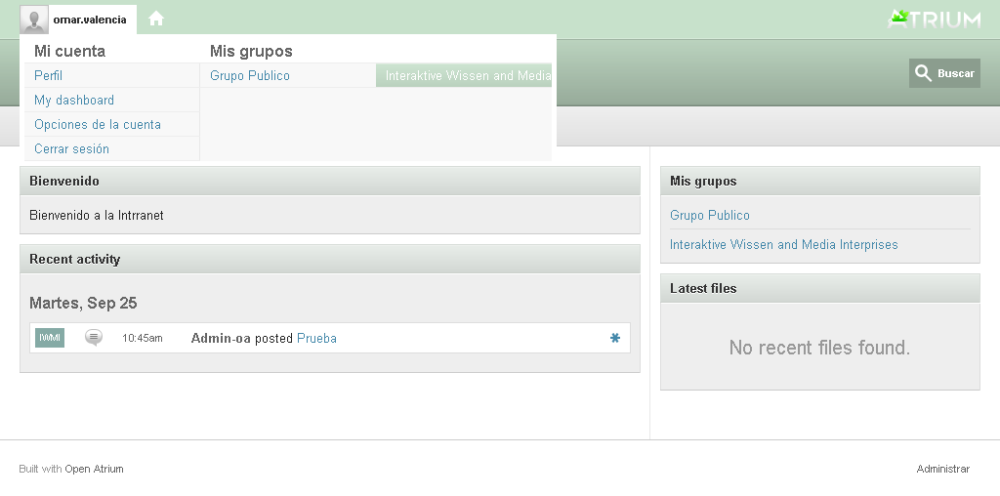 omar.valencia
ATRIUM
Mi cuenta
Perfil
My dashboard
Opciones de la cuenta
Cerrar sesión
Mis grupos
Grupo Publico
Interaktive Wissen and Media
Buscar
Bienvenido
Bienvenido a la Intrranet
Recent activity
Martes, Sep 25
IWMI 10:45am Admin-oa posted Prueba
Mis grupos
Grupo Publico
Interaktive Wissen and Media Interprises
Latest files
No recent files found.
Built with Open Atrium
Administrar